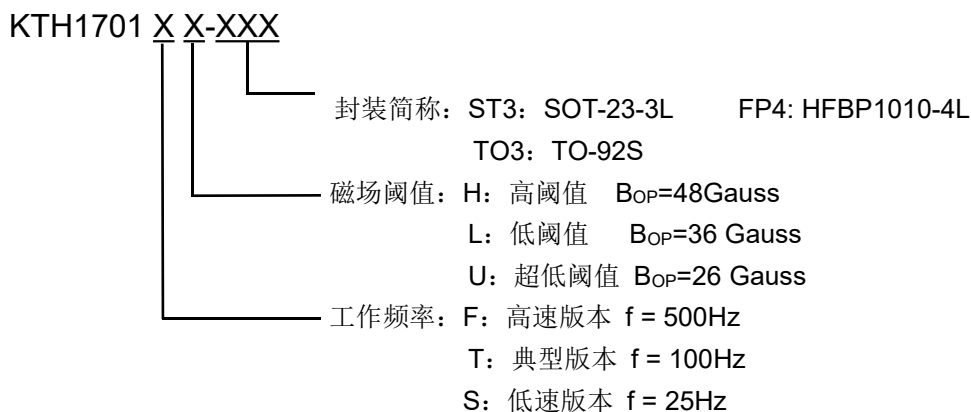 KTH1701 X X-XXX
封装简称：ST3：SOT-23-3L FP4: HFBP1010-4L
TO3：TO-92S
磁场阈值：H：高阈值 BOP=48Gauss
L：低阈值 BOP=36 Gauss
U：超低阈值 BOP=26 Gauss
工作频率：F：高速版本 f = 500Hz
T：典型版本 f = 100Hz
S：低速版本 f = 25Hz